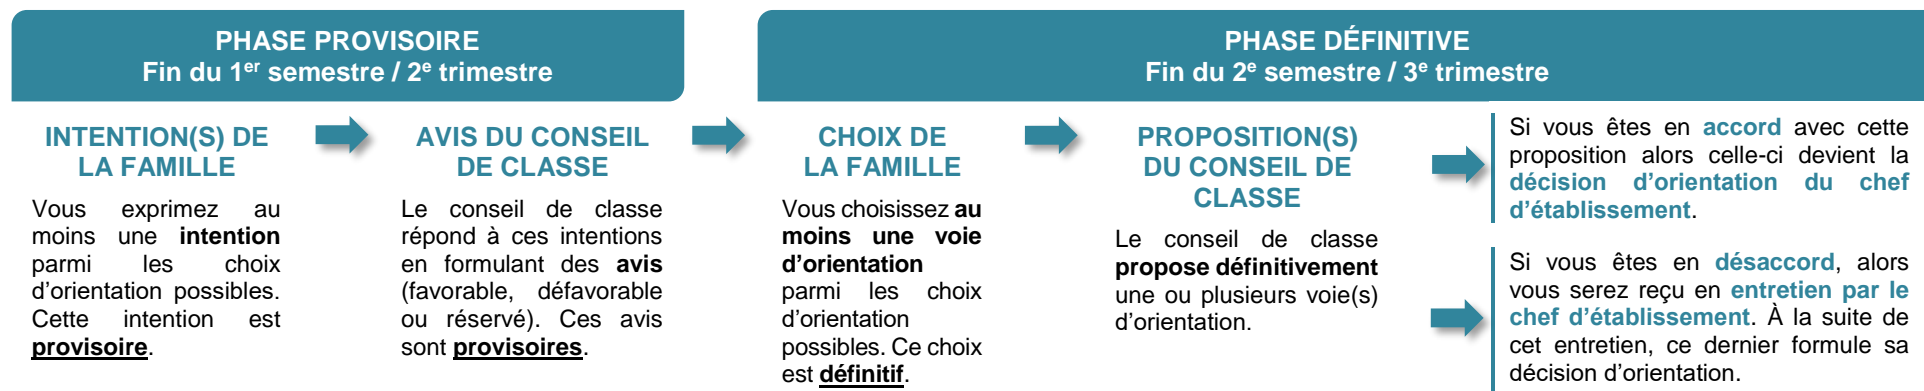 PHASE PROVISOIRE
Fin du 1er semestre / 2e trimestre
INTENTION(S) DE
LA FAMILLE
Vous exprimez au
moins une intention
parmi les choix
d'orientation possibles.
Cette intention est
provisoire.
AVIS DU CONSEIL
DE CLASSE
Le conseil de classe
répond à ces intentions
en formulant des avis
(favorable, défavorable
ou réservé). Ces avis
sont provisoires.
PHASE DÉFINITIVE
Fin du 2e semestre / 3e trimestre
CHOIX DE
LA FAMILLE
Vous choisissez au
moins une voie
d'orientation
parmi les choix
d'orientation
possibles. Ce choix
est définitif.
PROPOSITION(S)
DU CONSEIL DE
CLASSE
Le conseil de classe
propose définitivement
une ou plusieurs voie(s)
d'orientation.
Si vous êtes en accord avec cette
proposition alors celle-ci devient la
décision d'orientation du chef
d'établissement.
Si vous êtes en désaccord, alors
vous serez reçu en entretien par le
chef d'établissement. À la suite de
cet entretien, ce dernier formule sa
décision d'orientation.